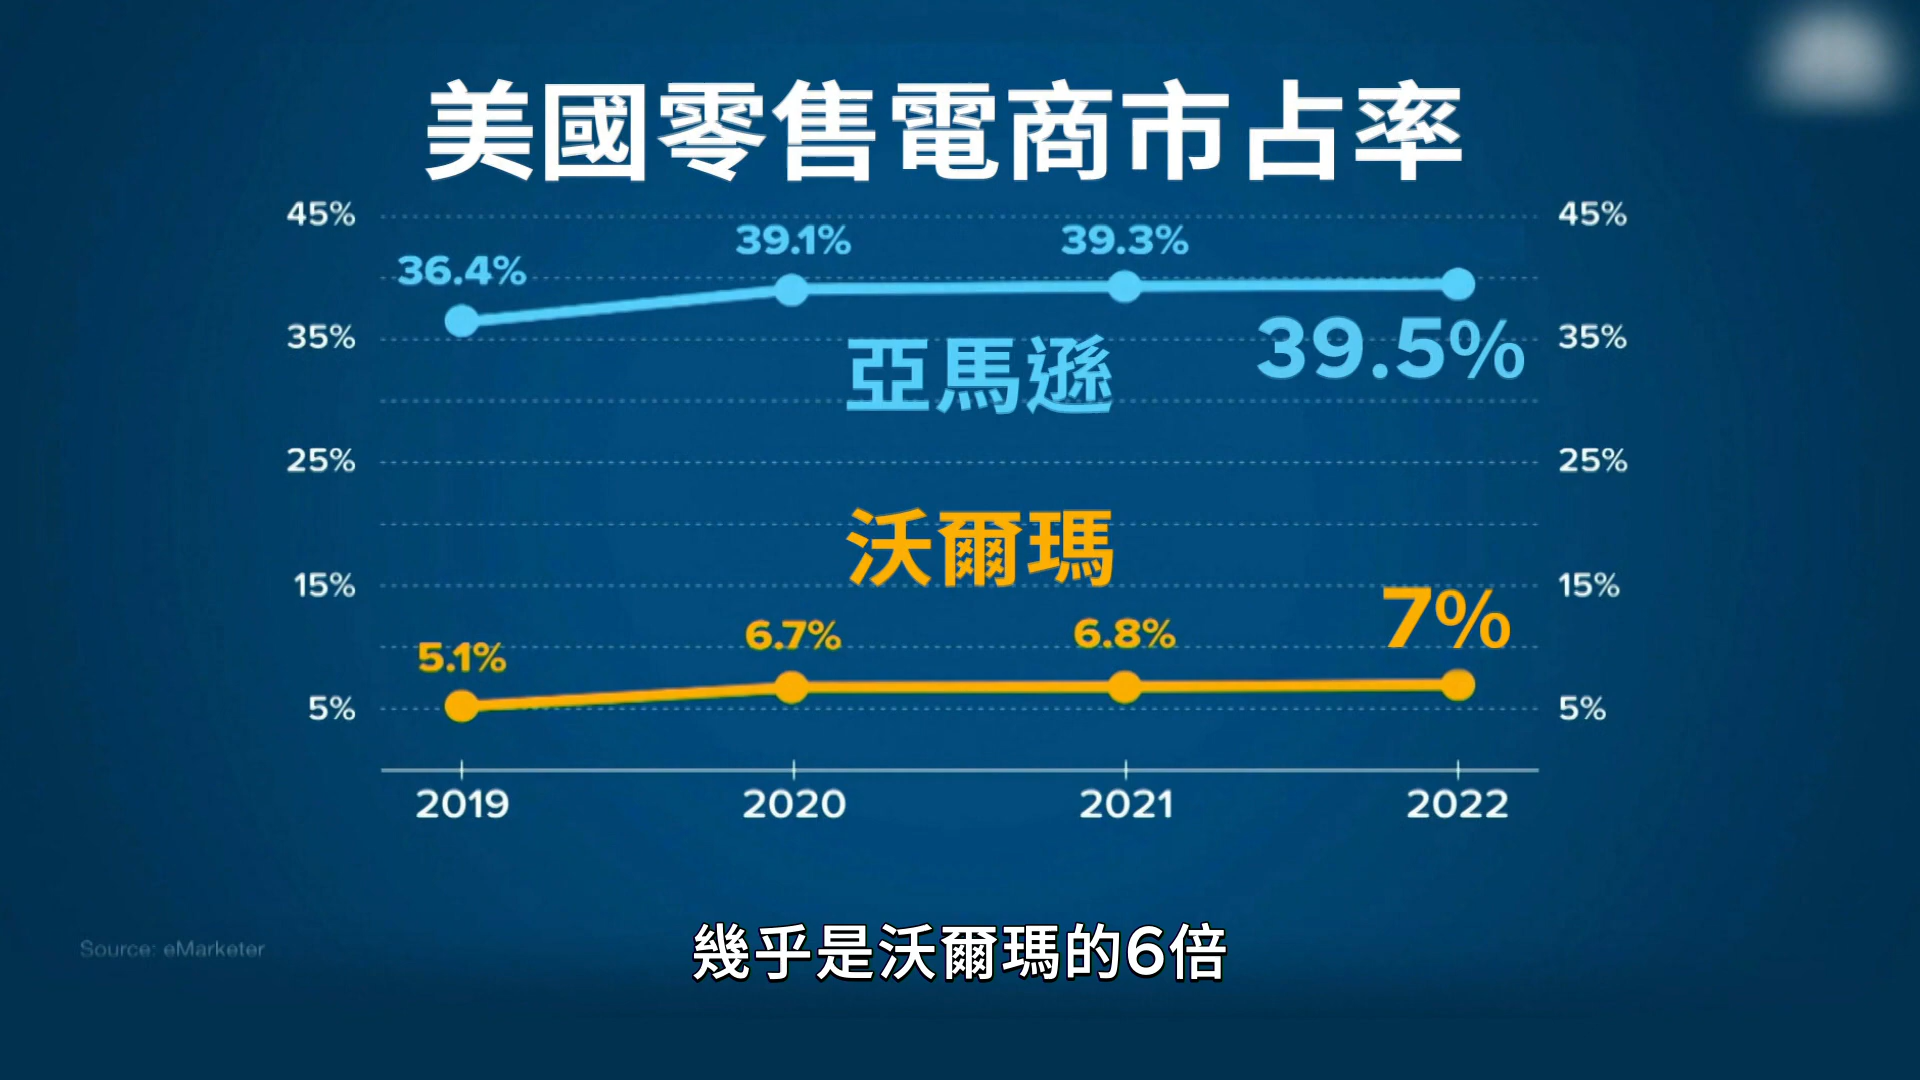 美國零售電商市占率
45% 45%
39.1% 39.3%
36.4%
35% 39.5% 35%
亞馬遜
25% 25%
沃爾瑪
15% 15%
7%
5.1% 6.7% 6.8%
5% 5%
2019 2020 2021 2022
Source: eMarketer
幾乎是沃爾瑪的6倍